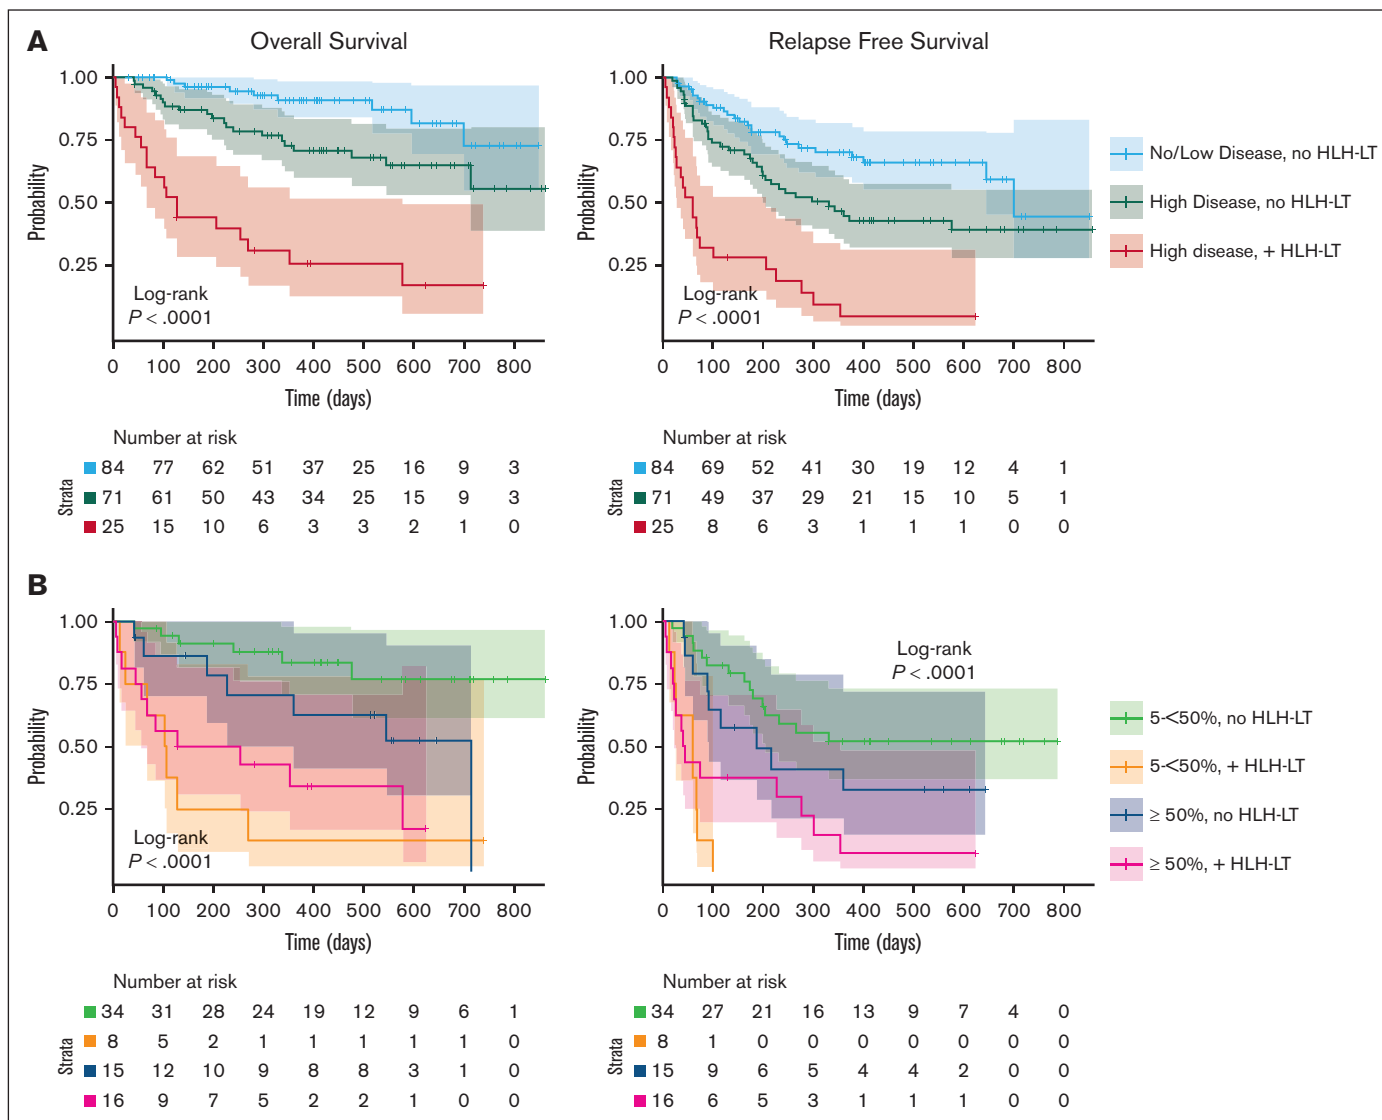 A
Overall Survival
Relapse Free Survival
1.00
0.75
0.50
0.25
Probability
Log-rank
P < .0001
0 100 200 300 400 500 600 700 800
Time (days)
1.00
0.75
0.50
0.25
Probability
Log-rank
P < .0001
0 100 200 300 400 500 600 700 800
Time (days)
No/Low Disease, no HLH-LT
High Disease, no HLH-LT
High disease, + HLH-LT
Number at risk
Strata
84 77 62 51 37 25 16 9 3
71 61 50 43 34 25 15 9 3
25 15 10 6 3 3 2 1 0
Number at risk
Strata
84 69 52 41 30 19 12 4 1
71 49 37 29 21 15 10 5 1
25 8 6 3 1 1 1 0 0
B
1.00
0.75
0.50
0.25
Probability
Log-rank
P < .0001
0 100 200 300 400 500 600 700 800
Time (days)
1.00
0.75
0.50
0.25
Probability
Log-rank
P < .0001
0 100 200 300 400 500 600 700 800
Time (days)
5-<50%, no HLH-LT
5-<50%, + HLH-LT
≥ 50%, no HLH-LT
≥ 50%, + HLH-LT
Number at risk
Strata
34 31 28 24 19 12 9 6 1
8 5 2 1 1 1 1 1 0
15 12 10 9 8 8 3 1 0
16 9 7 5 2 2 1 0 0
Number at risk
Strata
34 27 21 16 13 9 7 4 0
8 1 0 0 0 0 0 0 0
15 9 6 5 4 4 2 0 0
16 6 5 3 1 1 1 0 0